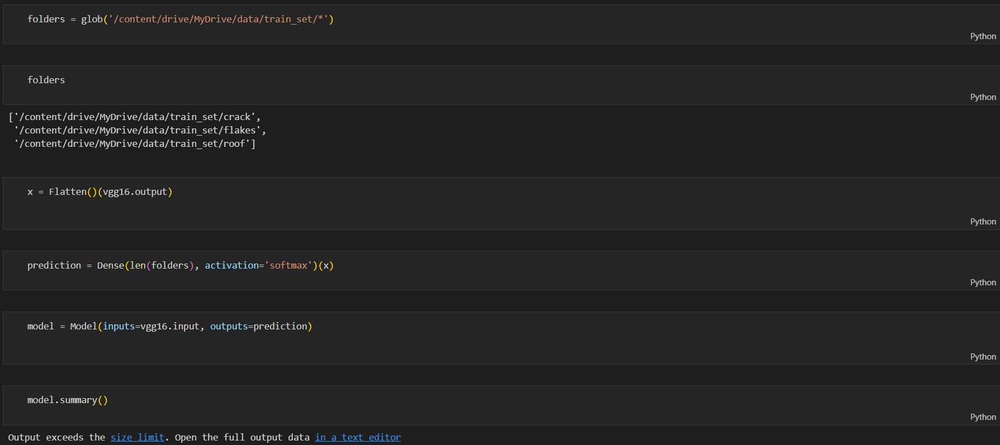 folders = glob('/content/drive/MyDrive/data/train_set/*')
Python
folders
Python
['/content/drive/MyDrive/data/train_set/crack',
 '/content/drive/MyDrive/data/train_set/flakes',
 '/content/drive/MyDrive/data/train_set/roof']
x = Flatten()(vgg16.output)
Python
prediction = Dense(len(folders), activation='softmax')(x)
Python
model = Model(inputs=vgg16.input, outputs=prediction)
Python
model.summary()
Python
Output exceeds the size limit. Open the full output data in a text editor